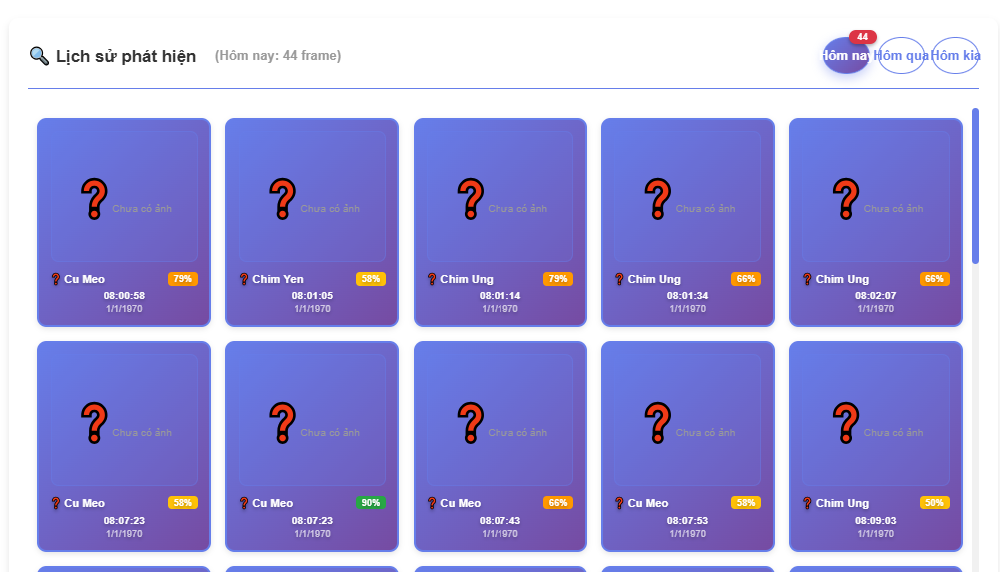 Lịch sử phát hiện (Hôm nay: 44 frame)
44
Hôm nay Hôm qua Hôm kia
Chưa có ảnh Chưa có ảnh Chưa có ảnh Chưa có ảnh Chưa có ảnh
Cu Meo 79% Chim Yen 58% Chim Ung 79% Chim Ung 66% Chim Ung 66%
08:00:58 08:01:05 08:01:14 08:01:34 08:02:07
1/1/1970 1/1/1970 1/1/1970 1/1/1970 1/1/1970
Chưa có ảnh Chưa có ảnh Chưa có ảnh Chưa có ảnh Chưa có ảnh
Cu Meo 58% Cu Meo 90% Cu Meo 66% Cu Meo 58% Chim Ung 50%
08:07:23 08:07:23 08:07:43 08:07:53 08:09:03
1/1/1970 1/1/1970 1/1/1970 1/1/1970 1/1/1970